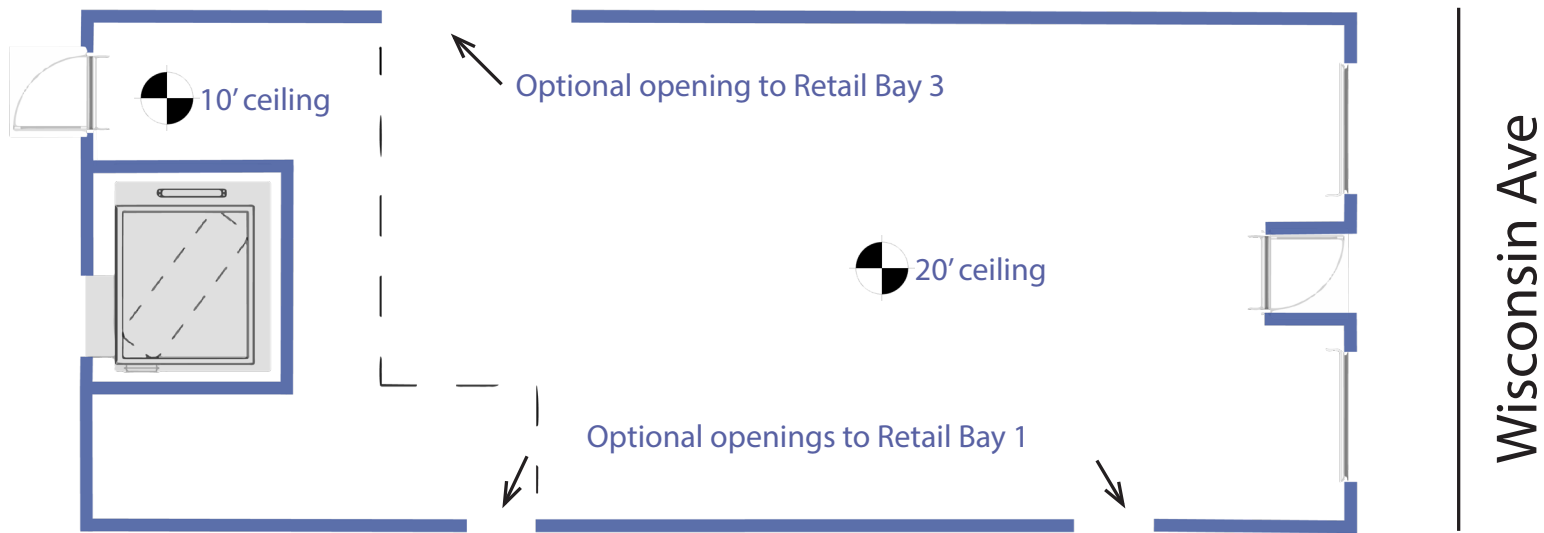 Optional opening to Retail Bay 3
10’ ceiling
20’ ceiling
Optional openings to Retail Bay 1
Wisconsin Ave